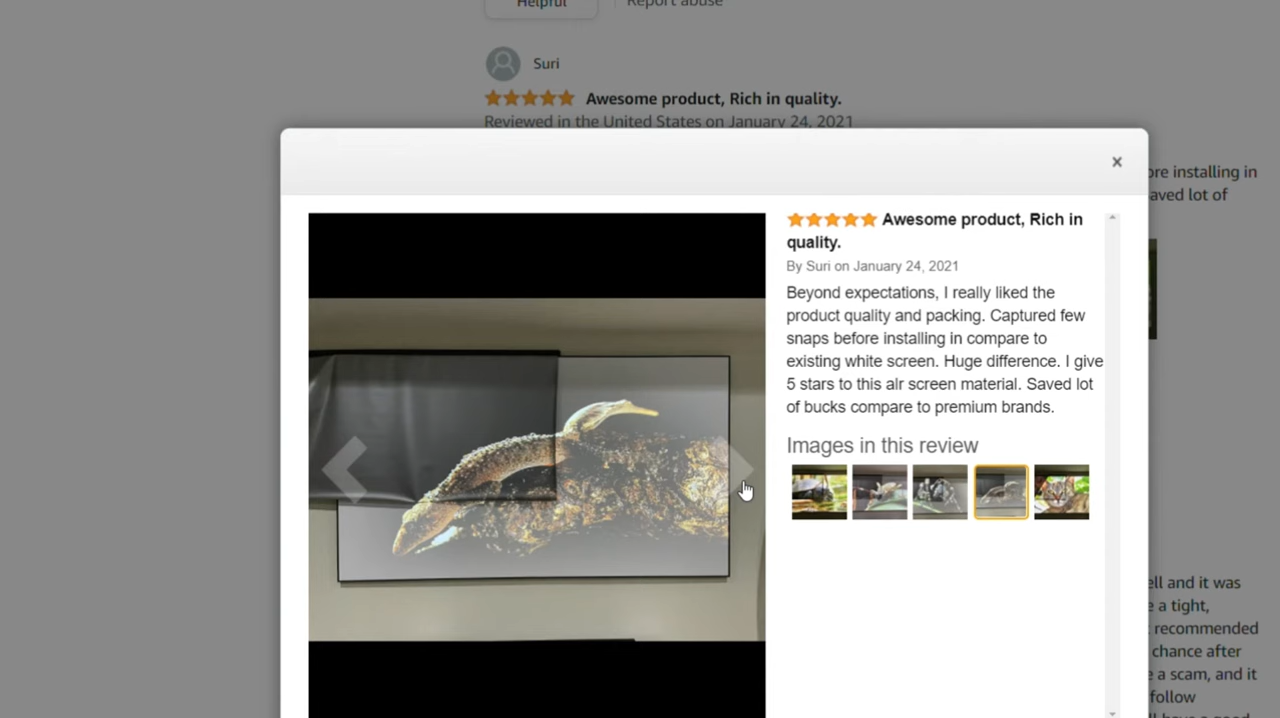 Helpful
Report abuse
Suri
Awesome product, Rich in quality.
Reviewed in the United States on January 24, 2021
ore installing in
aved lot of
×
Awesome product, Rich in
quality.
By Suri on January 24, 2021
Beyond expectations, I really liked the
product quality and packing. Captured few
snaps before installing in compare to
existing white screen. Huge difference. I give
5 stars to this alr screen material. Saved lot
of bucks compare to premium brands.
Images in this review
ell and it was
e a tight,
recommended
chance after
e a scam, and it
follow